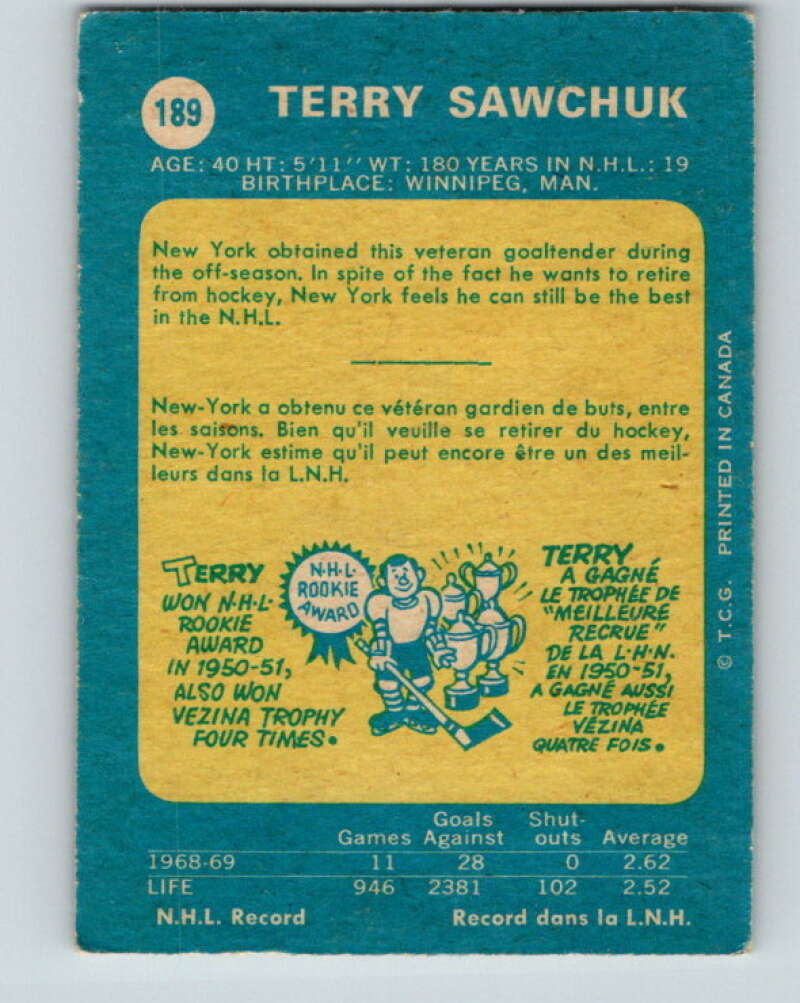 189
TERRY SAWCHUK
AGE: 40 HT: 5'11'' WT: 180 YEARS IN N.H.L.: 19
BIRTHPLACE: WINNIPEG, MAN.
New York obtained this veteran goaltender during
the off-season. In spite of the fact he wants to retire
from hockey, New York feels he can still be the best
in the N.H.L.
New-York a obtenu ce vétéran gardien de buts, entre
les saisons. Bien qu'il veuille se retirer du hockey,
New-York estime qu'il peut encore être un des meil-
leurs dans la L.N.H.
TERRY
WON N·H·L·
ROOKIE
AWARD
IN 1950-51,
ALSO WON
VEZINA TROPHY
FOUR TIMES.
N·H·L·
ROOKIE
AWARD
TERRY
A GAGNÉ
LE TROPHÉE DE
"MEILLEURE
RECRUE"
DE LA L·H·N.
EN 1950-51,
A GAGNÉ AUSSI
LE TROPHÉE
VÉZINA
QUATRE FOIS.
© T.C.G. PRINTED IN CANADA
Goals Shut-
Games Against outs Average
1968-69 11 28 0 2.62
LIFE 946 2381 102 2.52
N.H.L. Record Record dans la L.N.H.